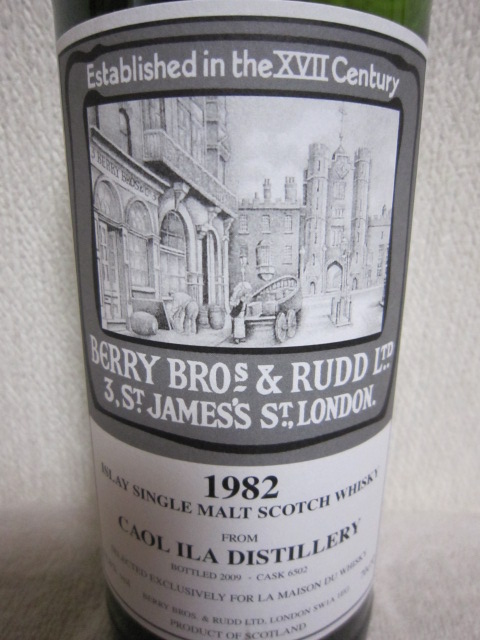 Established in the XVII Century
BERRY BROS
BERRY BROS & RUDD LTD
3, ST. JAMES'S ST., LONDON.
1982
ISLAY SINGLE MALT SCOTCH WHISKY
FROM
CAOL ILA DISTILLERY
BOTTLED 2009 - CASK 6502
SELECTED EXCLUSIVELY FOR LA MAISON DU WHISKY
BERRY BROS. & RUDD LTD, LONDON SW1A 1EG
PRODUCT OF SCOTLAND